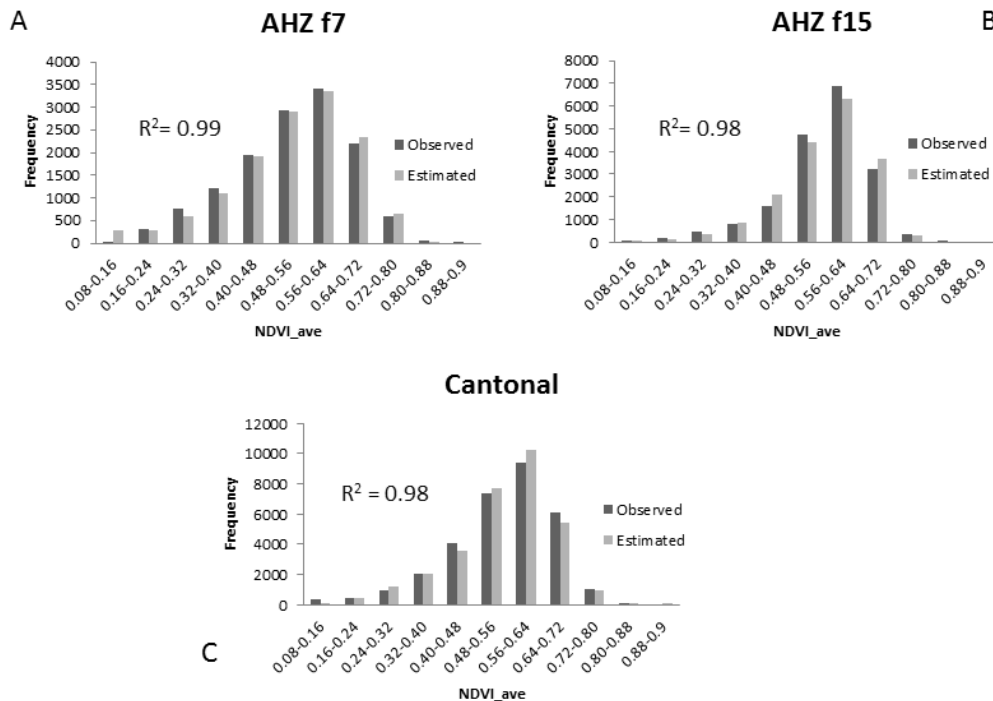 A
AHZ f7
4000
3500
3000
2500
2000
1500
1000
500
0
Frequency
R²= 0.99
Observed
Estimated
0.08-0.16
0.16-0.24
0.24-0.32
0.32-0.40
0.40-0.48
0.48-0.56
0.56-0.64
0.64-0.72
0.72-0.80
0.80-0.88
0.88-0.9
NDVI_ave
AHZ f15
B
8000
7000
6000
5000
4000
3000
2000
1000
0
Frequency
R²= 0.98
Observed
Estimated
0.08-0.16
0.16-0.24
0.24-0.32
0.32-0.40
0.40-0.48
0.48-0.56
0.56-0.64
0.64-0.72
0.72-0.80
0.80-0.88
0.88-0.9
NDVI_ave
Cantonal
12000
10000
8000
6000
4000
2000
0
Frequency
R² = 0.98
Observed
Estimated
0.08-0.16
0.16-0.24
0.24-0.32
0.32-0.40
0.40-0.48
0.48-0.56
0.56-0.64
0.64-0.72
0.72-0.80
0.80-0.88
0.88-0.9
C
NDVI_ave